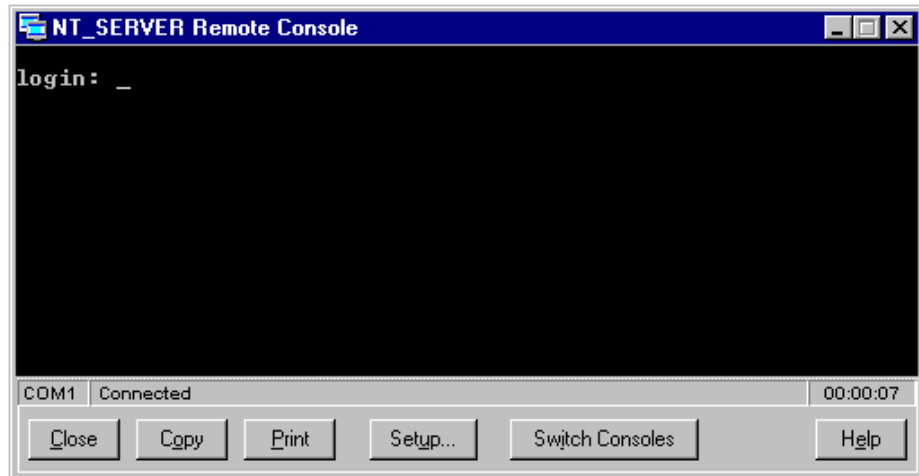 NT_SERVER Remote Console
login: _
COM1 Connected 00:00:07
Close Copy Print Setup... Switch Consoles Help